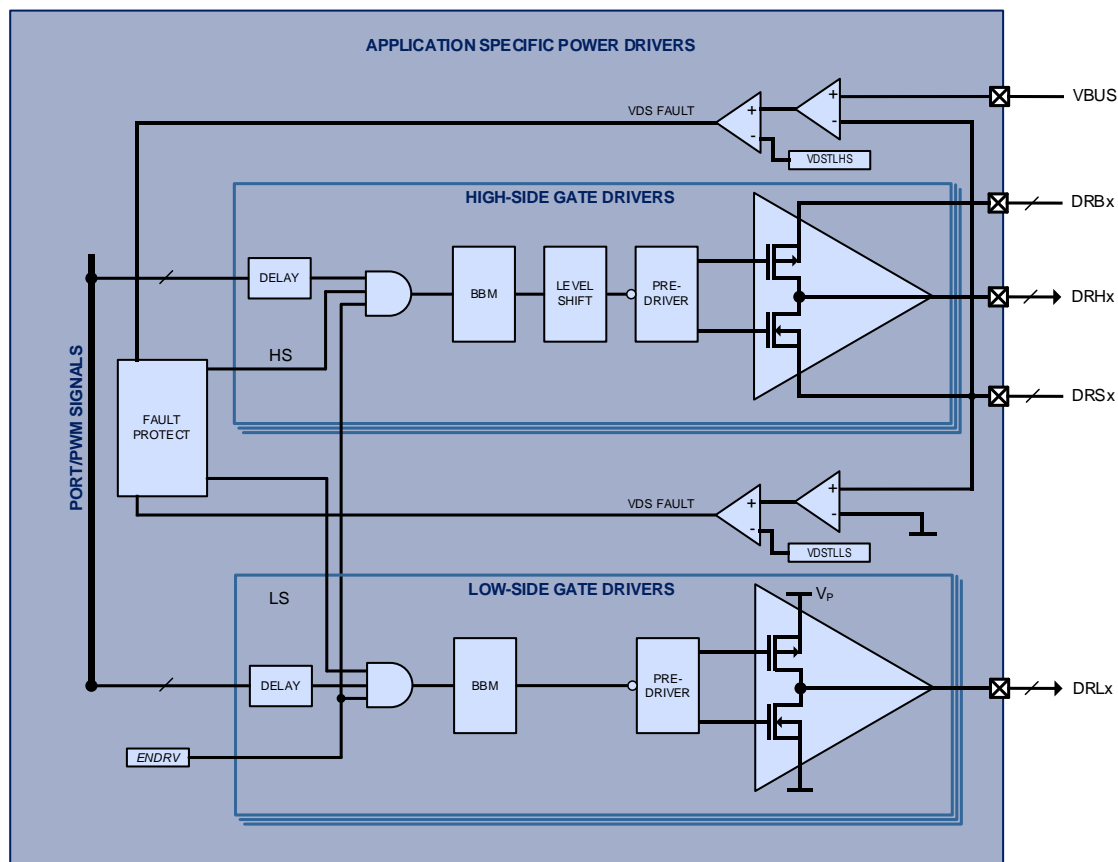 APPLICATION SPECIFIC POWER DRIVERS
VBUS
+
-
+
-
VDS FAULT
VDSTLHS
HIGH-SIDE GATE DRIVERS
DRBx
DELAY
BBM
LEVEL
SHIFT
PRE-
DRIVER
DRHx
HS
DRSx
PORT/PWM SIGNALS
FAULT
PROTECT
+
-
+
-
VDS FAULT
VDSTLLS
LOW-SIDE GATE DRIVERS
LS
VP
DELAY
BBM
PRE-
DRIVER
DRLx
ENDRV